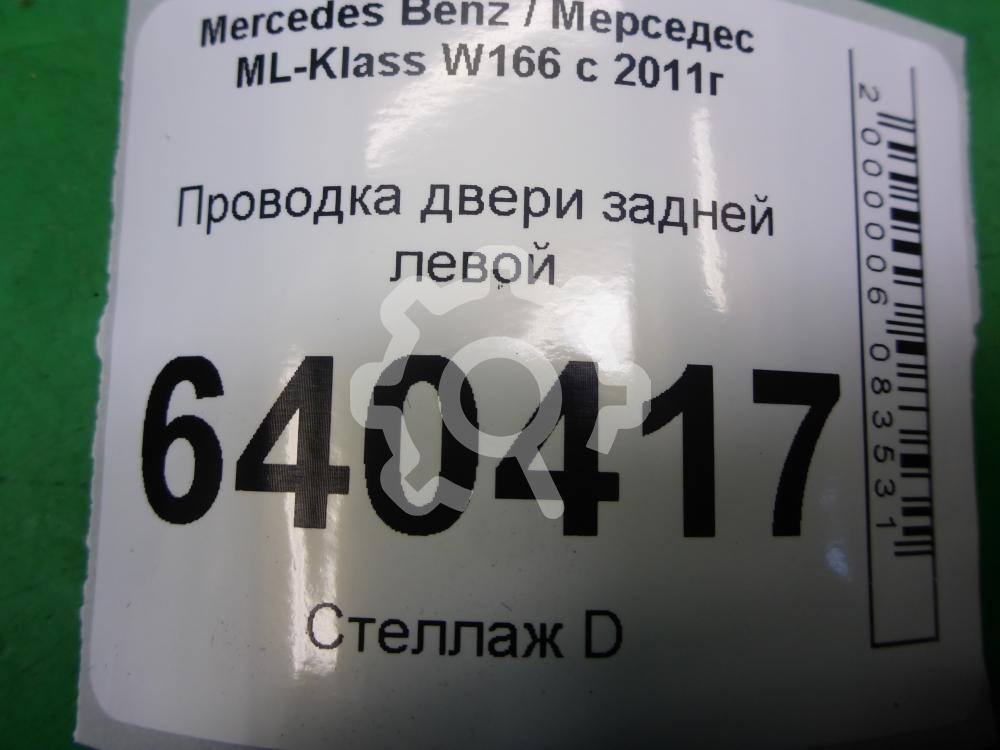 Mercedes Benz / Мерседес
ML-Klass W166 с 2011г
Проводка двери задней
левой
640417
Стеллаж D
2000006083531